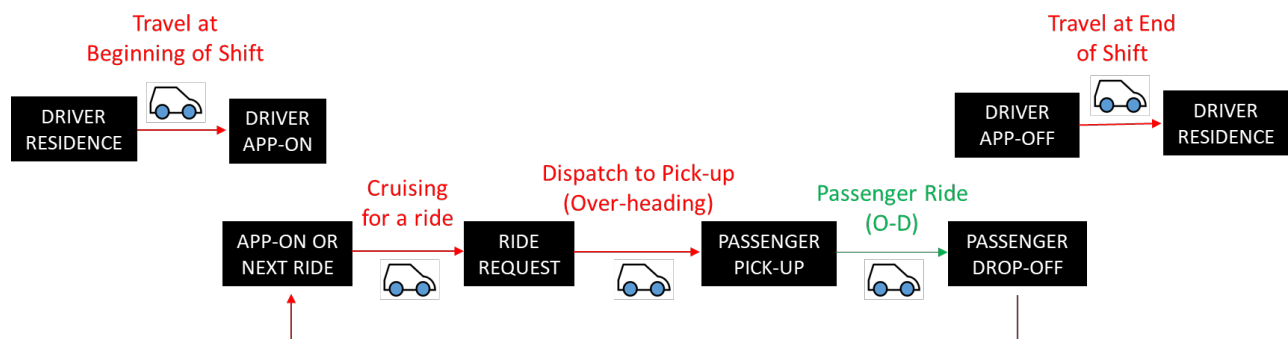 Travel at
Beginning of Shift
Travel at End
of Shift
DRIVER
RESIDENCE
DRIVER
APP-ON
DRIVER
APP-OFF
DRIVER
RESIDENCE
Cruising
for a ride
Dispatch to Pick-up
(Over-heading)
Passenger Ride
(O-D)
APP-ON OR
NEXT RIDE
RIDE
REQUEST
PASSENGER
PICK-UP
PASSENGER
DROP-OFF